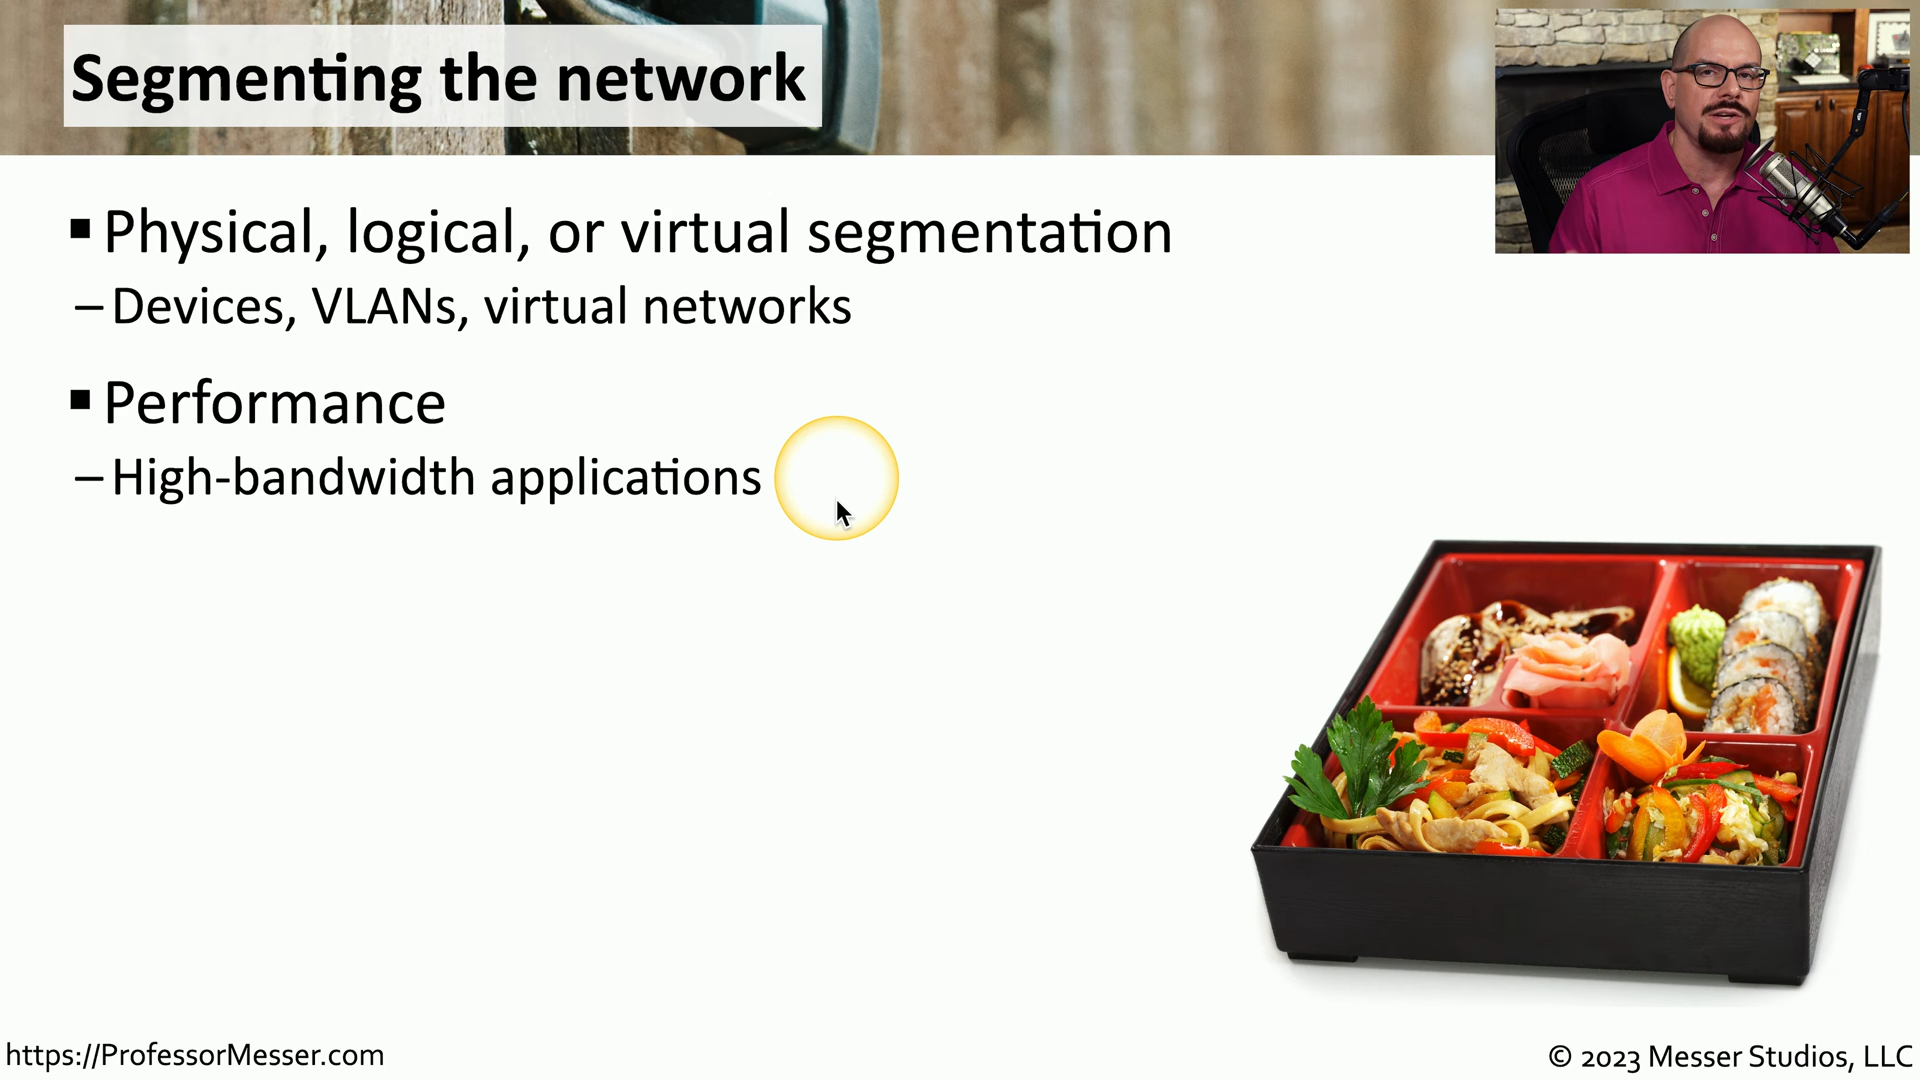 Segmenting the network
▪ Physical, logical, or virtual segmentation
– Devices, VLANs, virtual networks
▪ Performance
– High-bandwidth applications
https://ProfessorMesser.com
© 2023 Messer Studios, LLC